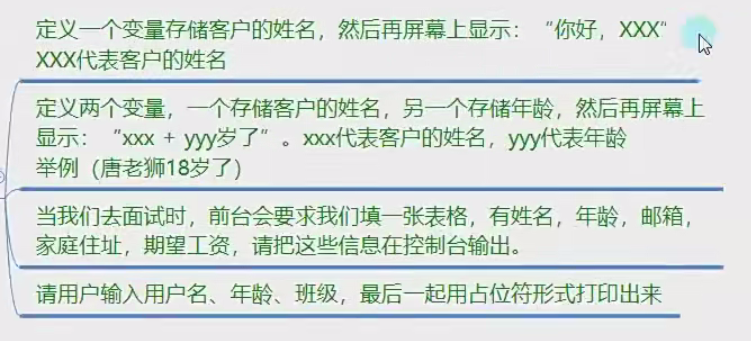 定义一个变量存储客户的姓名，然后再屏幕上显示：“你好，XXX”
XXX代表客户的姓名
定义两个变量，一个存储客户的姓名，另一个存储年龄，然后再屏幕上
显示：“xxx + yyy岁了”。xxx代表客户的姓名，yyy代表年龄
举例（唐老狮18岁了）
当我们去面试时，前台会要求我们填一张表格，有姓名，年龄，邮箱，
家庭住址，期望工资，请把这些信息在控制台输出。
请用户输入用户名、年龄、班级，最后一起用占位符形式打印出来